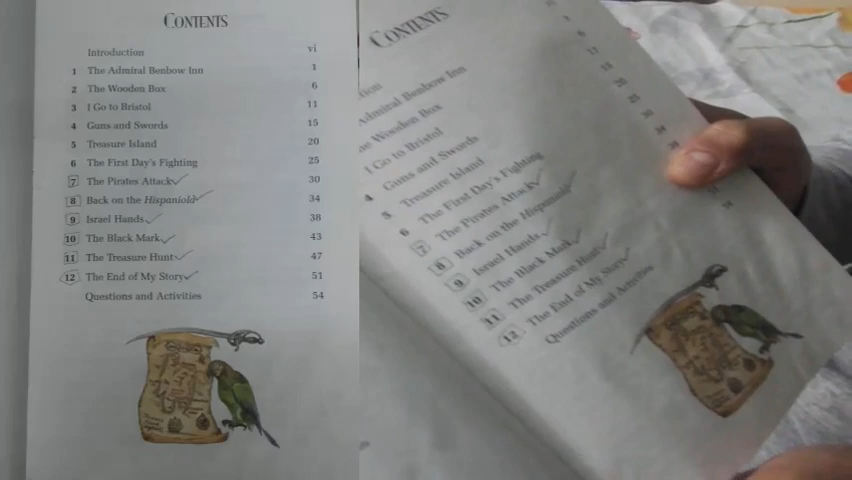 CONTENTS
Introduction vi
1 The Admiral Benbow Inn 1
2 The Wooden Box 6
3 I Go to Bristol 11
4 Guns and Swords 15
5 Treasure Island 20
6 The First Day's Fighting 25
7 The Pirates Attack 30
8 Back on the Hispaniola 34
9 Israel Hands 38
10 The Black Mark 43
11 The Treasure Hunt 47
12 The End of My Story 51
Questions and Activities 54
CONTENTS
Admiral Benbow Inn
Wooden Box
I Go to Bristol
4 Guns and Swords
5 Treasure Island
6 The First Day's Fighting
7 The Pirates Attack
8 Back on the Hispaniola
9 Israel Hands
10 The Black Mark
11 The Treasure Hunt
12 The End of My Story
Questions and Activities